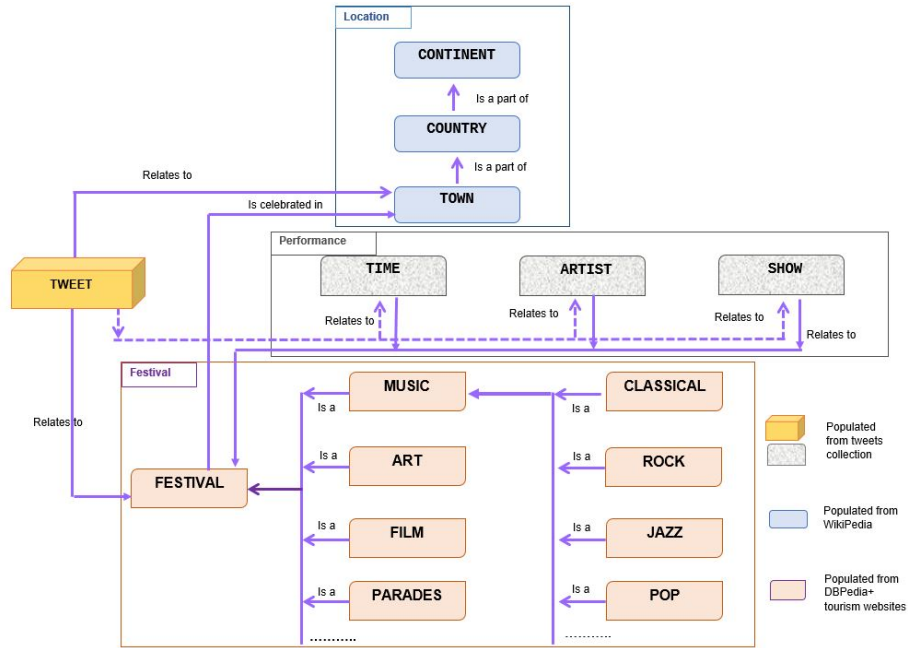 Location
CONTINENT
Is a part of
COUNTRY
Is a part of
Relates to
TOWN
Is celebrated in
Performance
TIME
ARTIST
SHOW
TWEET
Relates to
Relates to
Relates to
Relates to
Festival
MUSIC
CLASSICAL
Is a
Is a
Relates to
ART
ROCK
Is a
Is a
FESTIVAL
FILM
JAZZ
Is a
Is a
PARADES
POP
Is a
Is a
...........
...........
Populated
from tweets
collection
Populated from
WikiPedia
Populated from
DBPedia+
tourism websites